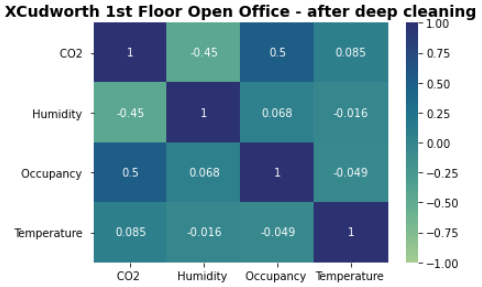 XCudworth 1st Floor Open Office - after deep cleaning
CO2 1 -0.45 0.5 0.085
Humidity -0.45 1 0.068 -0.016
Occupancy 0.5 0.068 1 -0.049
Temperature 0.085 -0.016 -0.049 1
CO2 Humidity Occupancy Temperature
1.00
0.75
0.50
0.25
0.00
−0.25
−0.50
−0.75
−1.00